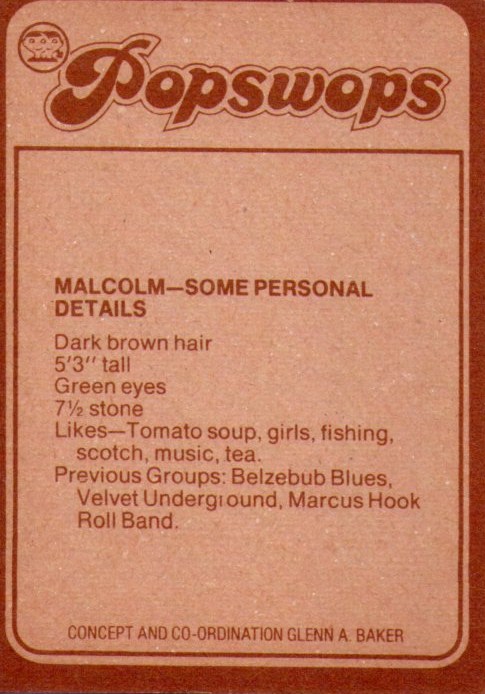 Popswops
MALCOLM—SOME PERSONAL
DETAILS
Dark brown hair
5'3'' tall
Green eyes
7½ stone
Likes—Tomato soup, girls, fishing,
scotch, music, tea.
Previous Groups: Belzebub Blues,
Velvet Underground, Marcus Hook
Roll Band.
CONCEPT AND CO-ORDINATION GLENN A. BAKER